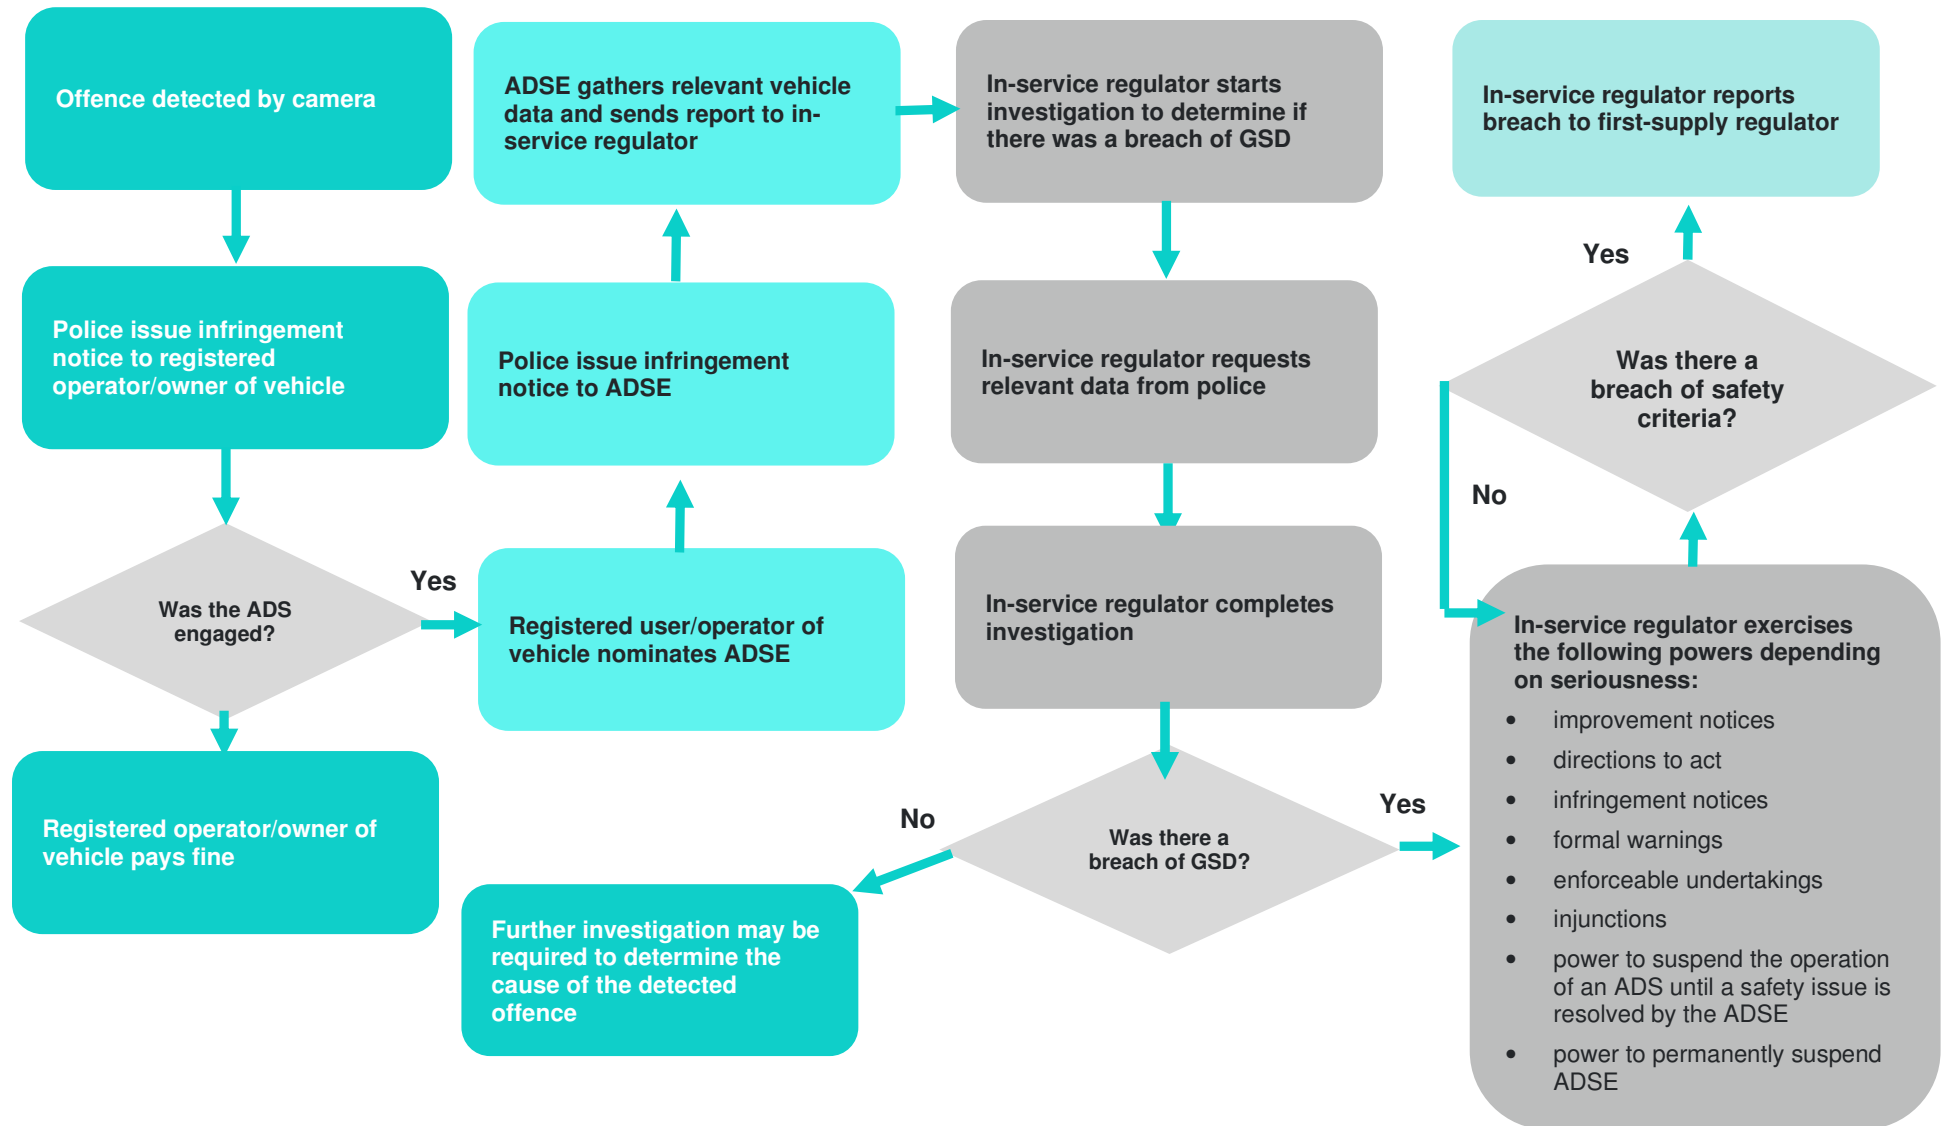 Offence detected by camera
Police issue infringement
notice to registered
operator/owner of vehicle
Was the ADS
engaged?
Yes
Registered operator/owner of
vehicle pays fine
Registered user/operator of
vehicle nominates ADSE
Police issue infringement
notice to ADSE
ADSE gathers relevant vehicle
data and sends report to in-
service regulator
In-service regulator starts
investigation to determine if
there was a breach of GSD
In-service regulator requests
relevant data from police
In-service regulator completes
investigation
Was there a
breach of GSD?
No
Further investigation may be
required to determine the
cause of the detected
offence
Yes
In-service regulator exercises
the following powers depending
on seriousness:
• improvement notices
• directions to act
• infringement notices
• formal warnings
• enforceable undertakings
• injunctions
• power to suspend the operation
of an ADS until a safety issue is
resolved by the ADSE
• power to permanently suspend
ADSE
Was there a
breach of safety
criteria?
No
Yes
In-service regulator reports
breach to first-supply regulator